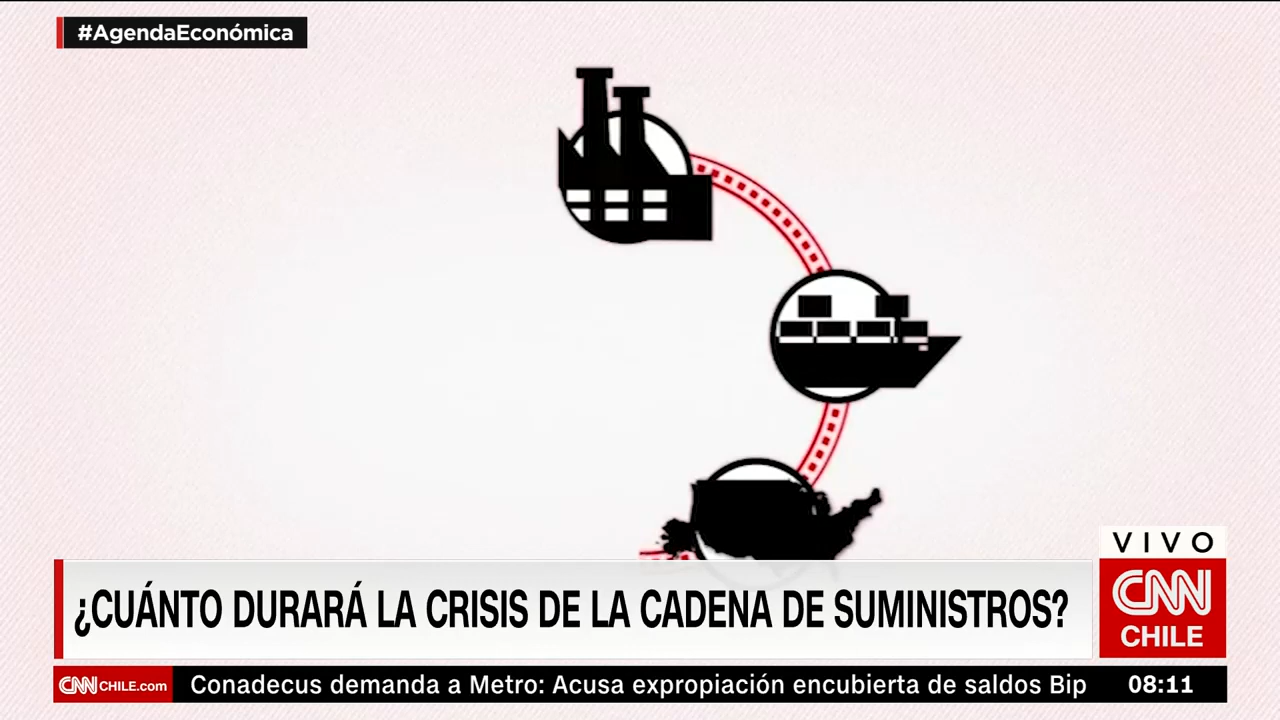 #AgendaEconómica
VIVO
¿CUÁNTO DURARÁ LA CRISIS DE LA CADENA DE SUMINISTROS?
CNN
CHILE
CNNCHILE.com
Conadecus demanda a Metro: Acusa expropiación encubierta de saldos Bip
08:11